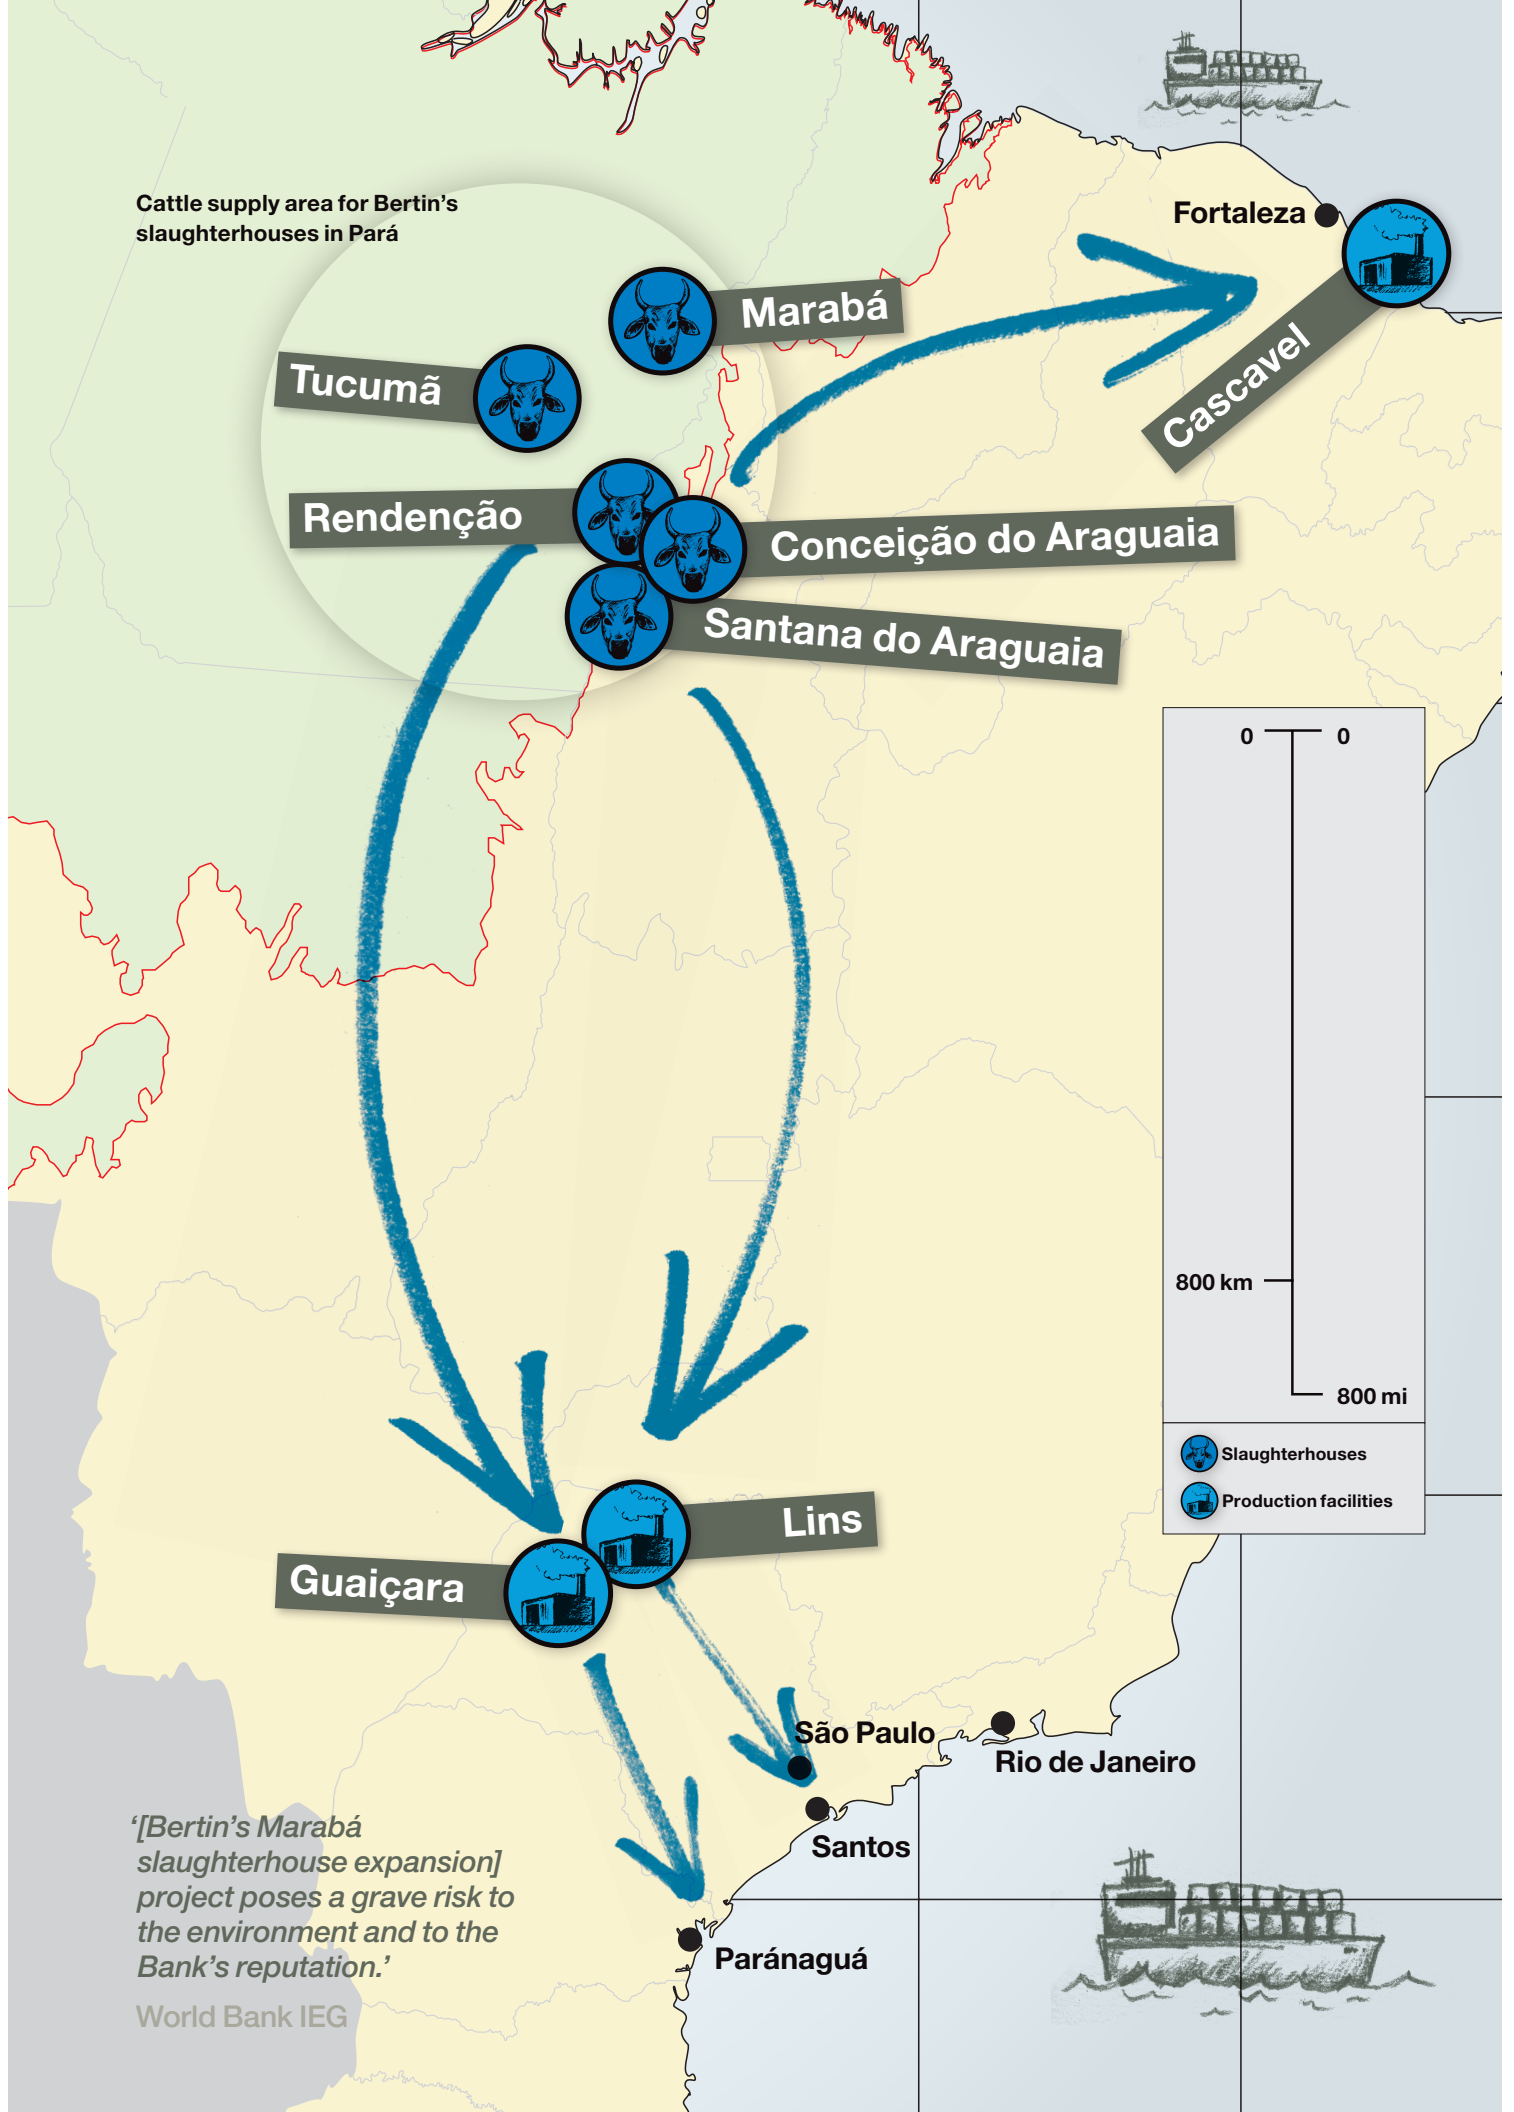 Cattle supply area for Bertin's
slaughterhouses in Pará
Fortaleza
Marabá
Cascavel
Tucumã
Rendenção
Conceição do Araguaia
Santana do Araguaia
0 0
800 km
800 mi
Slaughterhouses
Production facilities
Lins
Guaiçara
São Paulo
Rio de Janeiro
Santos
Paránaguá
‘[Bertin’s Marabá
slaughterhouse expansion]
project poses a grave risk to
the environment and to the
Bank’s reputation.’
World Bank IEG